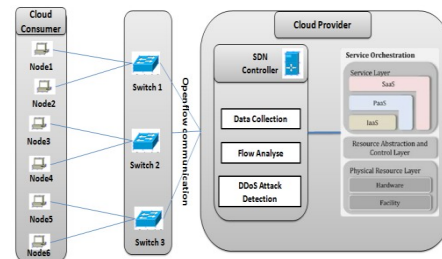 Cloud
Consumer
Node1
Node2
Node3
Node4
Node5
Node6
Switch 1
Switch 2
Switch 3
Openflow communication
Cloud Provider
SDN
Controller
Data Collection
Flow Analyse
DDoS Attack
Detection
Service Orchestration
Service Layer
SaaS
PaaS
IaaS
Resource Abstraction and
Control Layer
Physical Resource Layer
Hardware
Facility